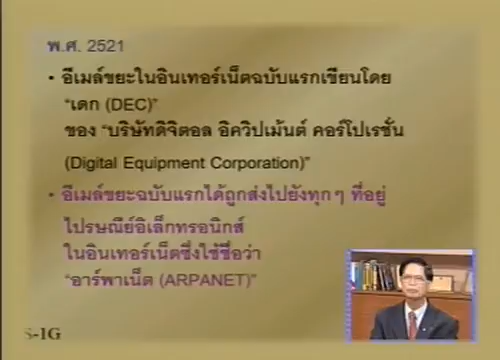 พ.ศ. 2521
• อีเมล์ขยะในอินเทอร์เน็ตฉบับแรกเขียนโดย
"เดก (DEC)"
ของ "บริษัทดิจิตอล อิควิปเม้นต์ คอร์โปเรชั่น
(Digital Equipment Corporation)"
• อีเมล์ขยะฉบับแรกได้ถูกส่งไปยังทุกๆ ที่อยู่
ไปรษณีย์อิเล็กทรอนิกส์
ในอินเทอร์เน็ตซึ่งใช้ชื่อว่า
"อาร์พาเน็ต (ARPANET)"
S-1G